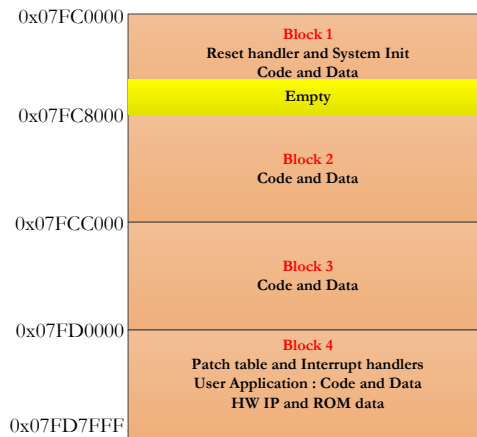 0x07FC0000
Block 1
Reset handler and System Init
Code and Data
Empty
0x07FC8000
Block 2
Code and Data
0x07FCC000
Block 3
Code and Data
0x07FD0000
Block 4
Patch table and Interrupt handlers
User Application : Code and Data
HW IP and ROM data
0x07FD7FFF